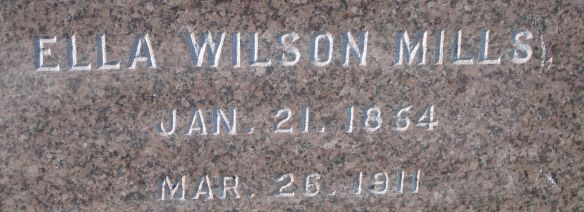 ELLA WILSON MILLS
JAN. 21. 1864
MAR. 26. 1911